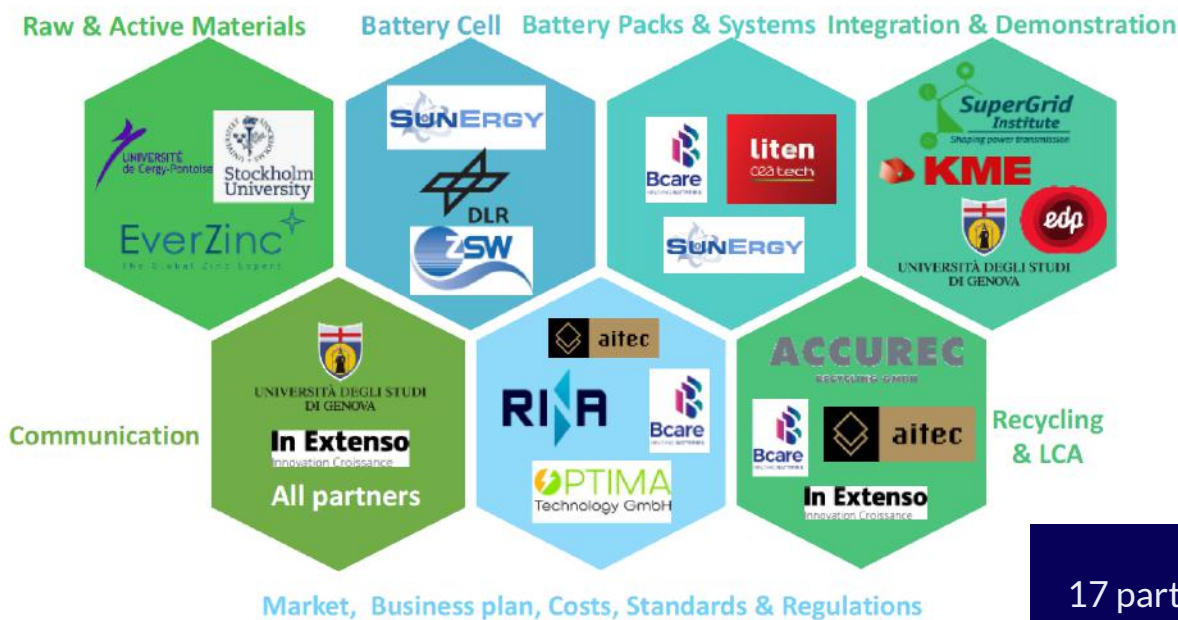 Raw & Active Materials
Battery Cell
Battery Packs & Systems
Integration & Demonstration
UNIVERSITÉ
de Cergy-Pontoise
Stockholm
University
EverZinc
The Global Zinc Expert
SUNERGY
DLR
ZSW
Bcare
liten
cea tech
SUNERGY
SuperGrid
Institute
Shaping power transmission
KME
edp
UNIVERSITÀ DEGLI STUDI
DI GENOVA
Communication
UNIVERSITÀ DEGLI STUDI
DI GENOVA
In Extenso
Innovation Croissance
All partners
aitec
RINA
Bcare
OPTIMA
Technology GmbH
ACCUREC
RECYCLING GMBH
Bcare
aitec
In Extenso
Innovation Croissance
Recycling
& LCA
Market, Business plan, Costs, Standards & Regulations
17 part